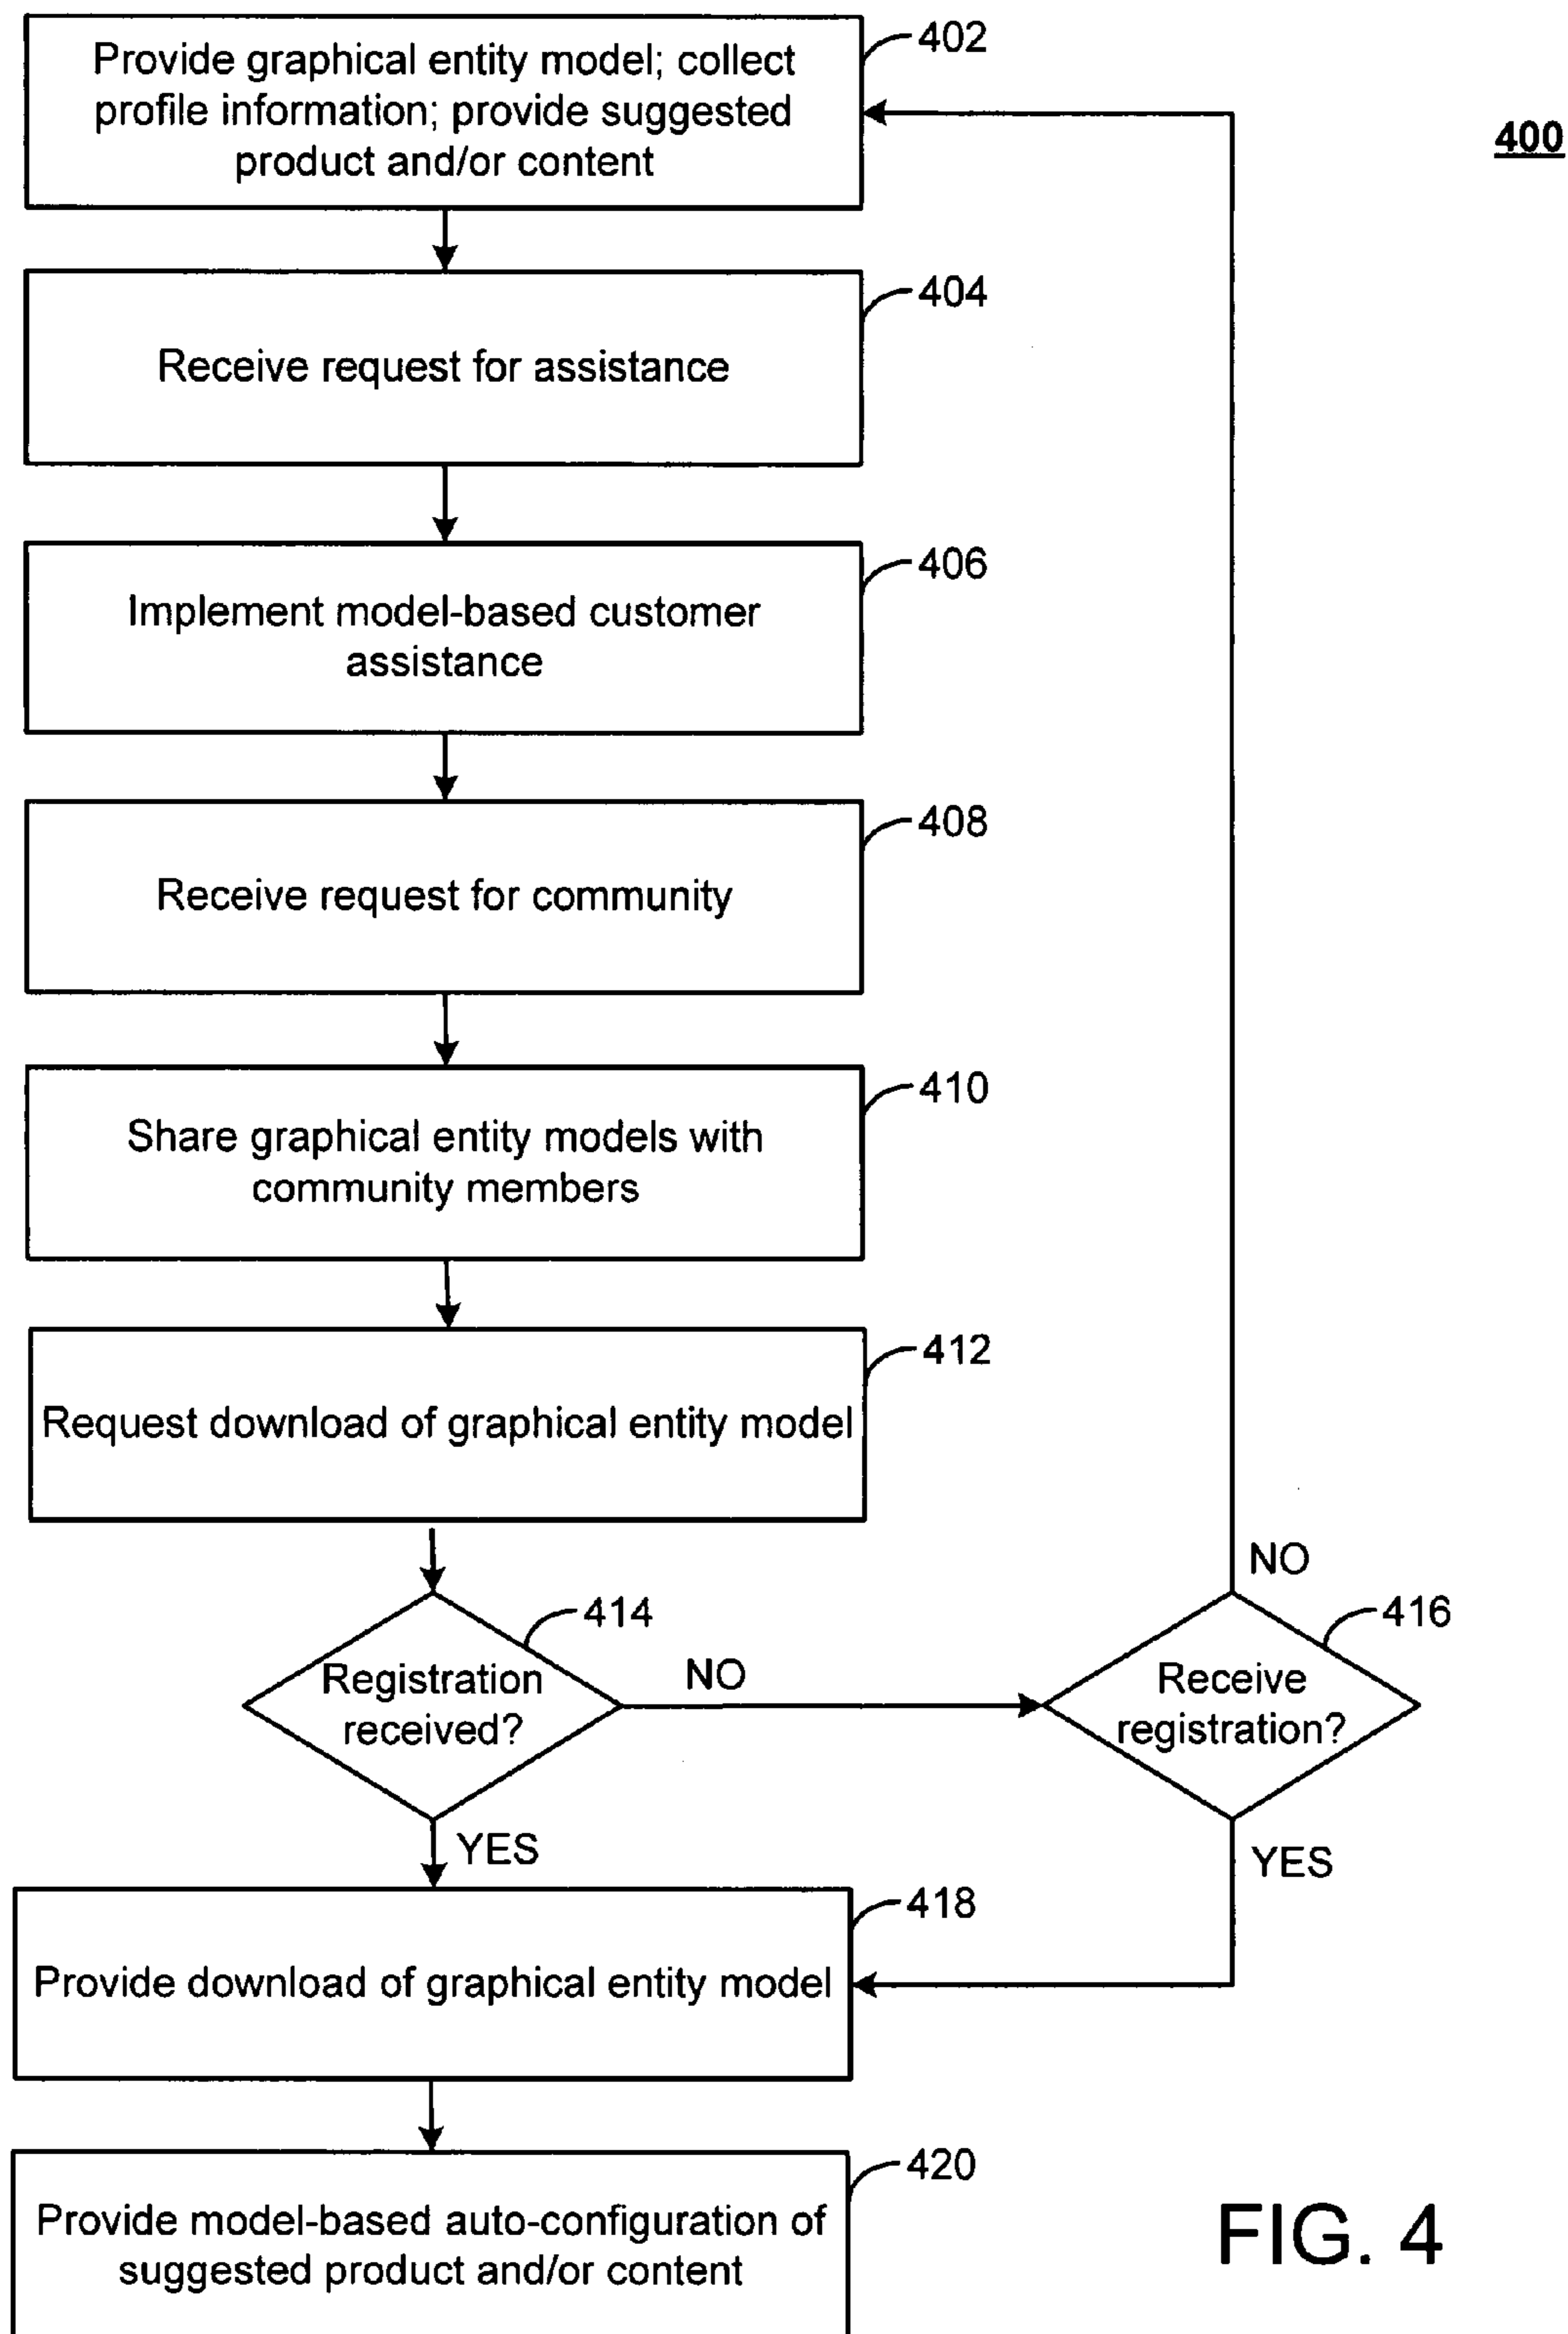 402
Provide graphical entity model; collect
profile information; provide suggested
product and/or content
400
404
Receive request for assistance
406
Implement model-based customer
assistance
408
Receive request for community
410
Share graphical entity models with
community members
412
Request download of graphical entity model
414
Registration
received?
NO
416
Receive
registration?
NO
YES
YES
418
Provide download of graphical entity model
420
Provide model-based auto-configuration of
suggested product and/or content
FIG. 4